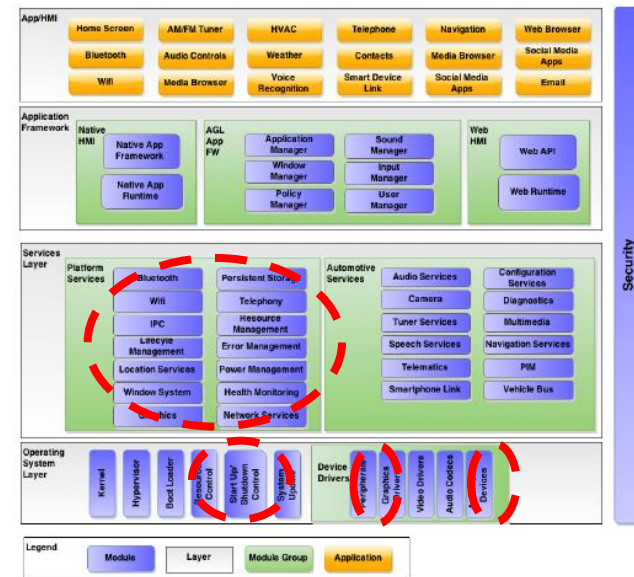 App/HMI
Home Screen
AM/FM Tuner
HVAC
Telephone
Navigation
Web Browser
Bluetooth
Audio Controls
Weather
Contacts
Media Browser
Social Media
Apps
Wifi
Media Browser
Voice
Recognition
Smart Device
Link
Social Media
Apps
Email
Application
Framework
Native
HMI
Native App
Framework
Native App
Runtime
AGL
App
FW
Application
Manager
Sound
Manager
Window
Manager
Input
Manager
Policy
Manager
User
Manager
Web
HMI
Web API
Web Runtime
Services
Layer
Platform
Services
Bluetooth
Persistent Storage
Wifi
Telephony
IPC
Resource
Management
Lifecyle
Management
Error Management
Location Services
Power Management
Window System
Health Monitoring
Graphics
Network Services
Automotive
Services
Audio Services
Configuration
Services
Camera
Diagnostics
Tuner Services
Multimedia
Speech Services
Navigation Services
Telematics
PIM
Smartphone Link
Vehicle Bus
Operating
System
Layer
Kernel
Hypervisor
Boot Loader
Resource
Control
Start Up/
Shutdown
Control
System
Update
Device
Drivers
Peripherals
Graphics
Driver
Video Drivers
Audio Codecs
Devices
Security
Legend
Module
Layer
Module Group
Application